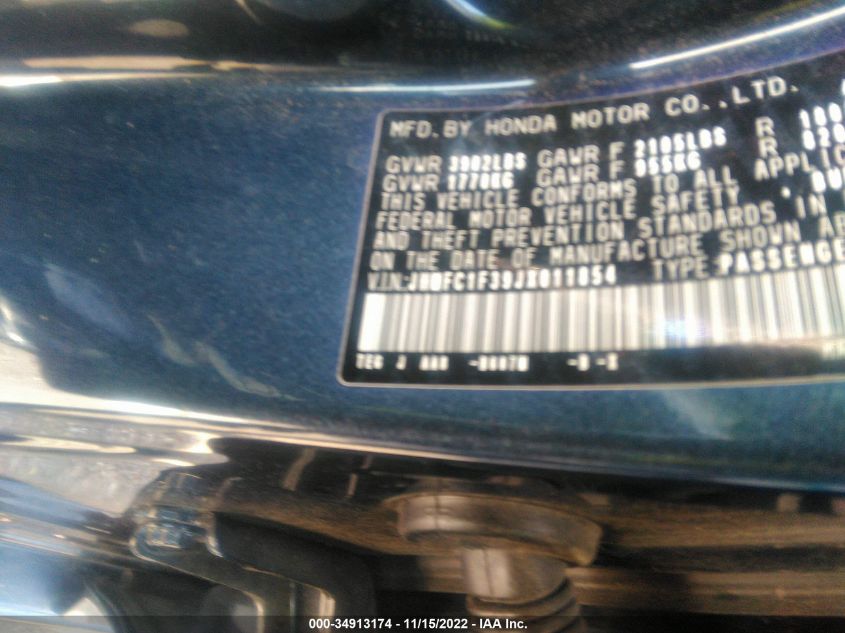 MFD. BY HONDA MOTOR CO., LTD.
GVWR 3902LBS GAWR F 2105LBS R
GVWR 1770KG GAWR F 955KG R
THIS VEHICLE CONFORMS TO ALL APPLIC
FEDERAL MOTOR VEHICLE SAFETY
AND THEFT PREVENTION STANDARDS IN
ON THE DATE OF MANUFACTURE SHOWN AB
VIN: TYPE: PASSENGE
000-34913174 - 11/15/2022 - IAA Inc.